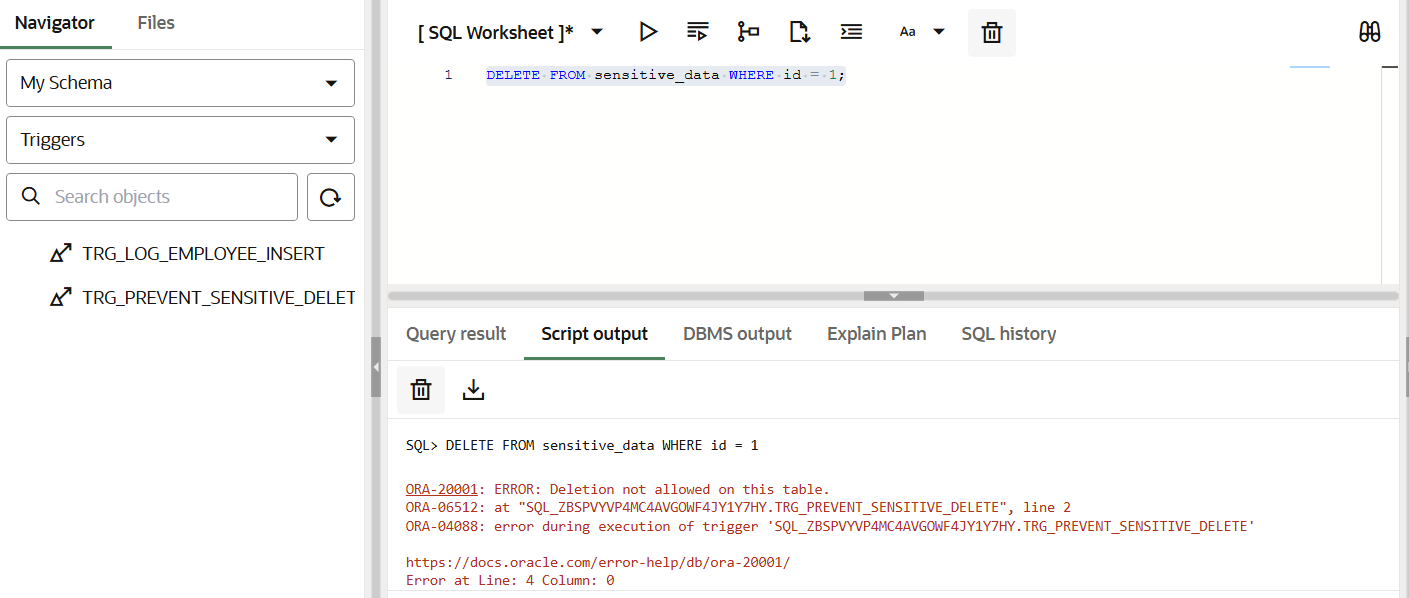 Navigator
Files
My Schema
Triggers
Search objects
TRG_LOG_EMPLOYEE_INSERT
TRG_PREVENT_SENSITIVE_DELET
[ SQL Worksheet ]*
Aa
1 DELETE FROM sensitive_data WHERE id = 1;
Query result
Script output
DBMS output
Explain Plan
SQL history
SQL> DELETE FROM sensitive_data WHERE id = 1
ORA-20001: ERROR: Deletion not allowed on this table.
ORA-06512: at "SQL_ZBSPVYVP4MC4AVGOWF4JY1Y7HY.TRG_PREVENT_SENSITIVE_DELETE", line 2
ORA-04088: error during execution of trigger 'SQL_ZBSPVYVP4MC4AVGOWF4JY1Y7HY.TRG_PREVENT_SENSITIVE_DELETE'
https://docs.oracle.com/error-help/db/ora-20001/
Error at Line: 4 Column: 0